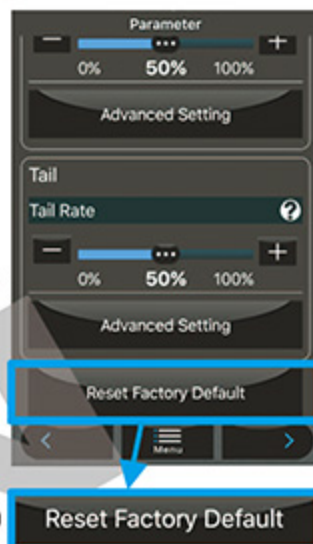 Parameter
0% 50% 100%
Advanced Setting
Tail
Tail Rate
0% 50% 100%
Advanced Setting
Reset Factory Default
Menu
Reset Factory Default